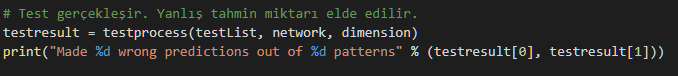 # Test gerçekleşir. Yanlış tahmin miktarı elde edilir.
testresult = testprocess(testList, network, dimension)
print("Made %d wrong predictions out of %d patterns" % (testresult[0], testresult[1]))